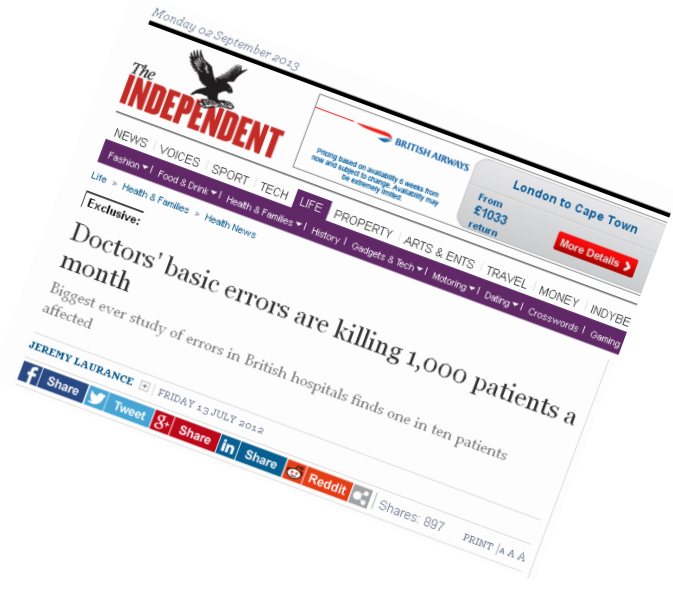 Monday 02 September 2013
The
INDEPENDENT
BRITISH AIRWAYS
Pricing based on availability 6 weeks from
now and subject to change. Availability may
be extremely limited.
London to Cape Town
From
£1033
return
More Details
NEWS VOICES SPORT TECH LIFE PROPERTY ARTS & ENTS TRAVEL MONEY INDYBE
Fashion Food & Drink Health & Families History Gadgets & Tech Motoring Dating Crosswords Gaming
Life > Health & Families > Health News
Exclusive:
Doctors' basic errors are killing 1,000 patients a
month
Biggest ever study of errors in British hospitals finds one in ten patients
affected
JEREMY LAURANCE + FRIDAY 13 JULY 2012
f Share Tweet g+ Share in Share Reddit Shares: 897
PRINT A A A